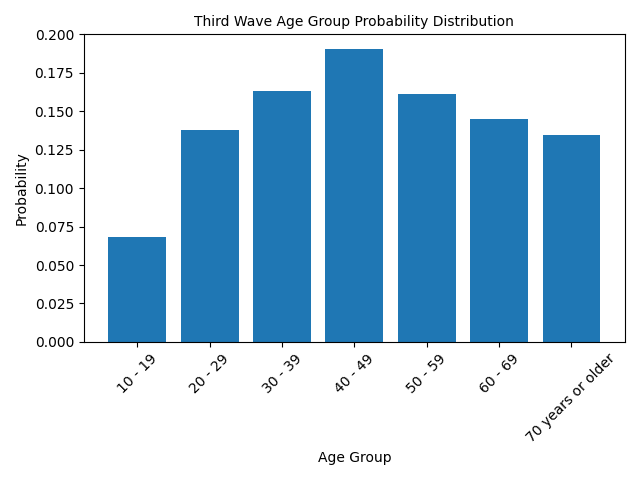 Third Wave Age Group Probability Distribution
0.200
0.175
0.150
0.125
0.100
0.075
0.050
0.025
0.000
Probability
10 - 19
20 - 29
30 - 39
40 - 49
50 - 59
60 - 69
70 years or older
Age Group